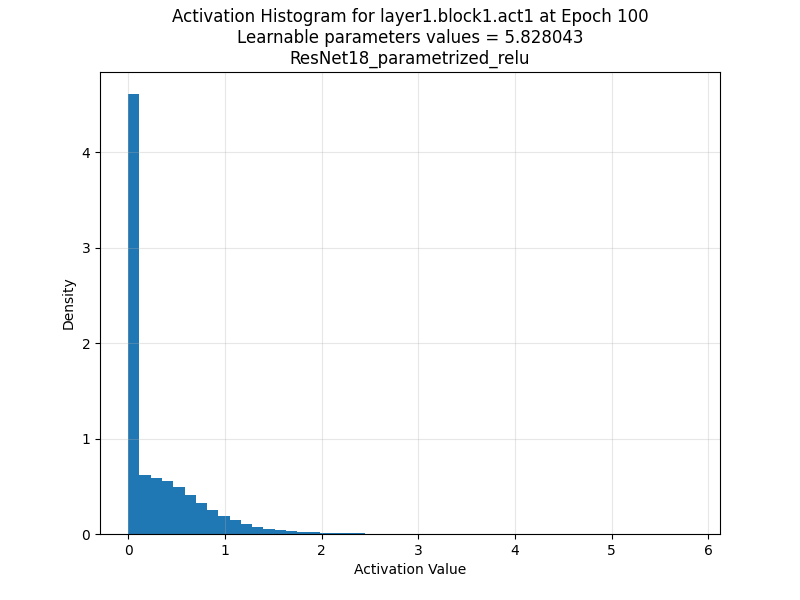 Activation Histogram for layer1.block1.act1 at Epoch 100
Learnable parameters values = 5.828043
ResNet18_parametrized_relu
Density
4
3
2
1
0
0 1 2 3 4 5 6
Activation Value